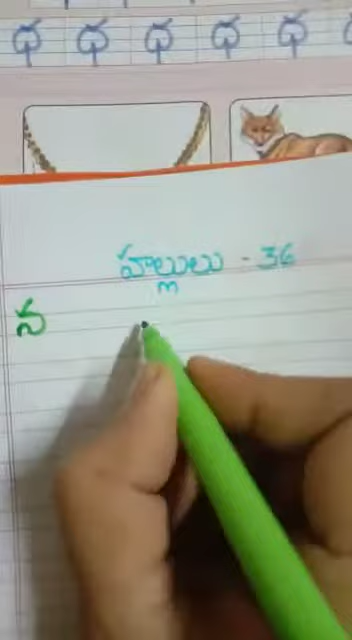 ధ ధ ధ ధ ధ
హల్లులు - 36
న